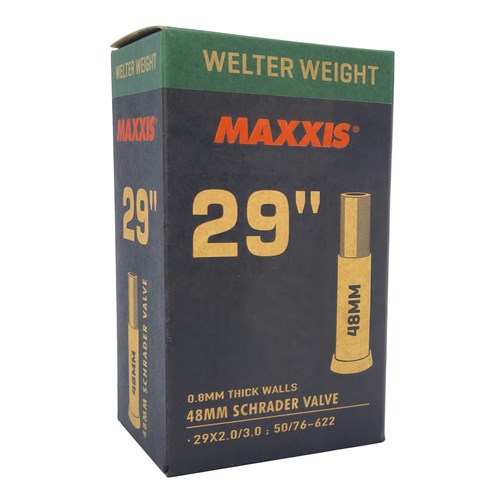 WELTER WEIGHT
MAXXIS®
29"
48MM
0.8MM THICK WALLS
48MM SCHRADER VALVE
· 29X2.0/3.0 ; 50/76-622
29"
48MM
48MM SCHRADER VALVE